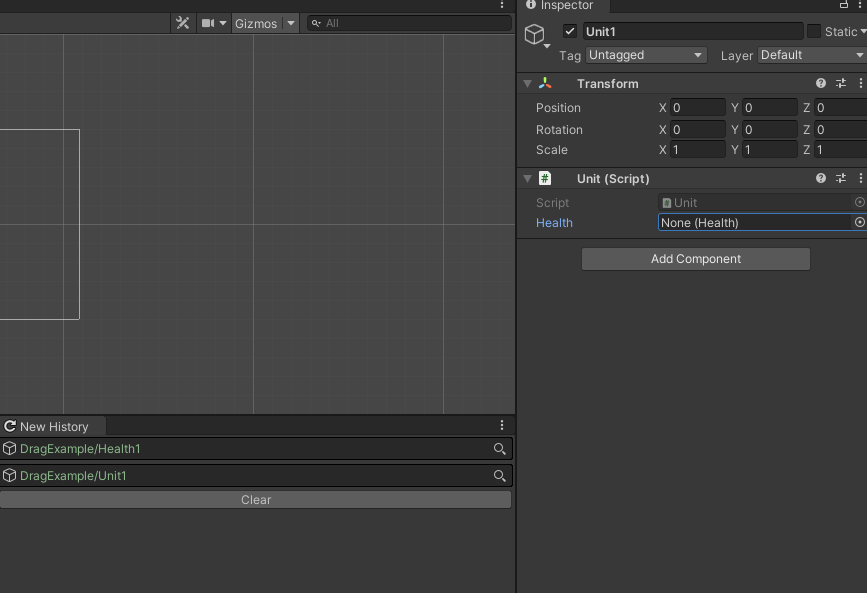 Inspector
Gizmos
All
Unit1
Static
Tag Untagged Layer Default
Transform
Position X 0 Y 0 Z 0
Rotation X 0 Y 0 Z 0
Scale X 1 Y 1 Z 1
# Unit (Script)
Script # Unit
Health None (Health)
Add Component
New History
DragExample/Health1
DragExample/Unit1
Clear